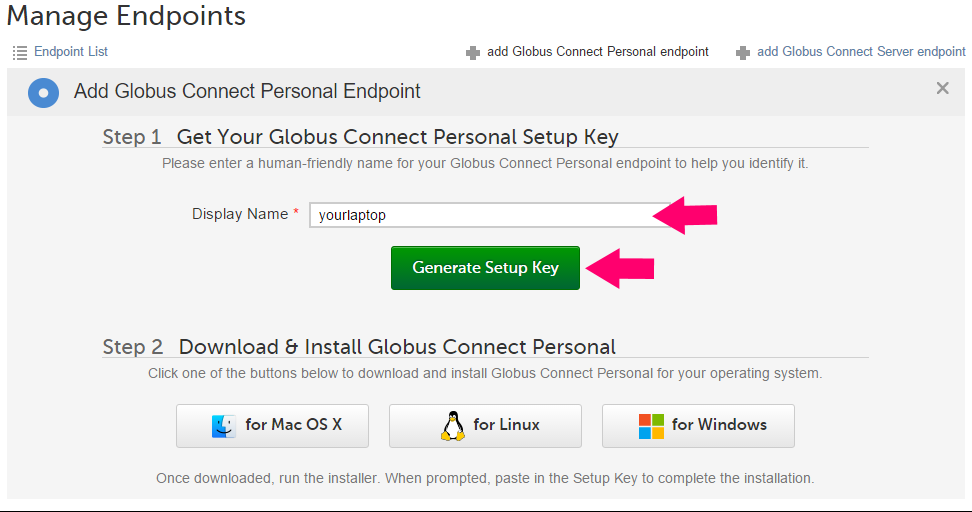 Manage Endpoints
Endpoint List
add Globus Connect Personal endpoint
add Globus Connect Server endpoint
Add Globus Connect Personal Endpoint
Step 1 Get Your Globus Connect Personal Setup Key
Please enter a human-friendly name for your Globus Connect Personal endpoint to help you identify it.
Display Name * yourlaptop
Generate Setup Key
Step 2 Download & Install Globus Connect Personal
Click one of the buttons below to download and install Globus Connect Personal for your operating system.
for Mac OS X
for Linux
for Windows
Once downloaded, run the installer. When prompted, paste in the Setup Key to complete the installation.